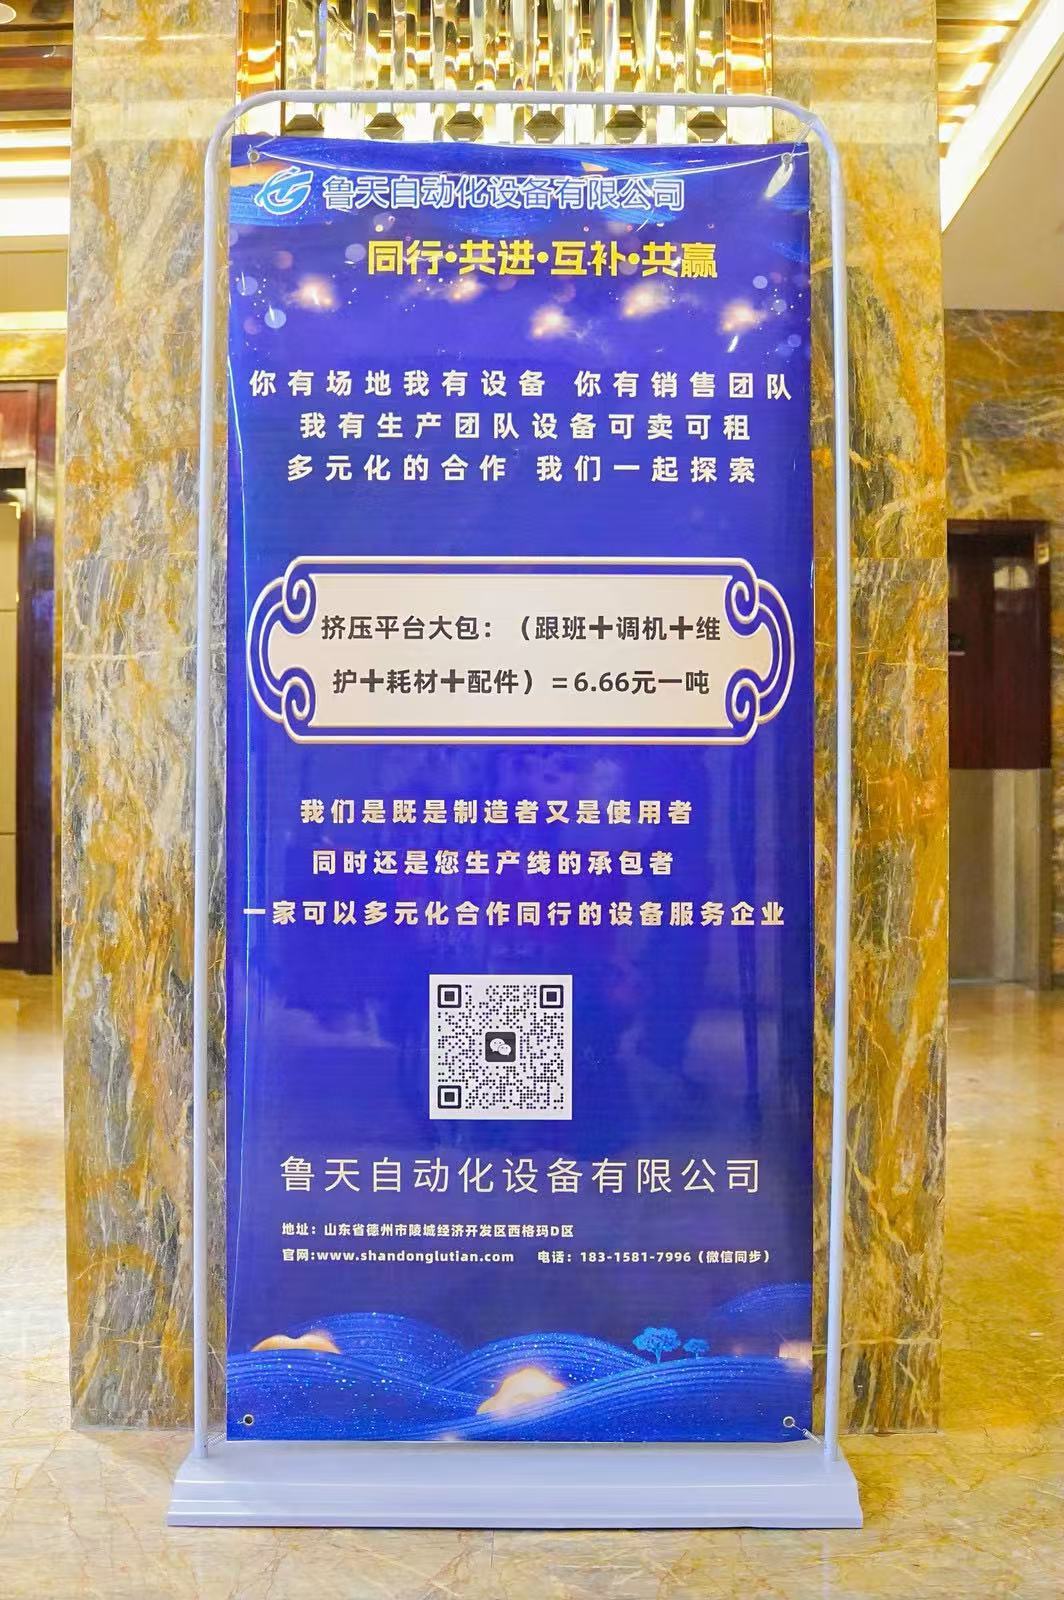 鲁天自动化设备有限公司
同行•共进•互补•共赢
你有场地我有设备 你有销售团队
我有生产团队设备可卖可租
多元化的合作 我们一起探索
挤压平台大包：（跟班+调机+维
护+耗材+配件）=6.66元一吨
我们是既是制造者又是使用者
同时还是您生产线的承包者
一家可以多元化合作同行的设备服务企业
鲁天自动化设备有限公司
地址：山东省德州市陵城经济开发区西格玛D区
官网:www.shandonglutian.com 电话：183-1581-7996（微信同步）